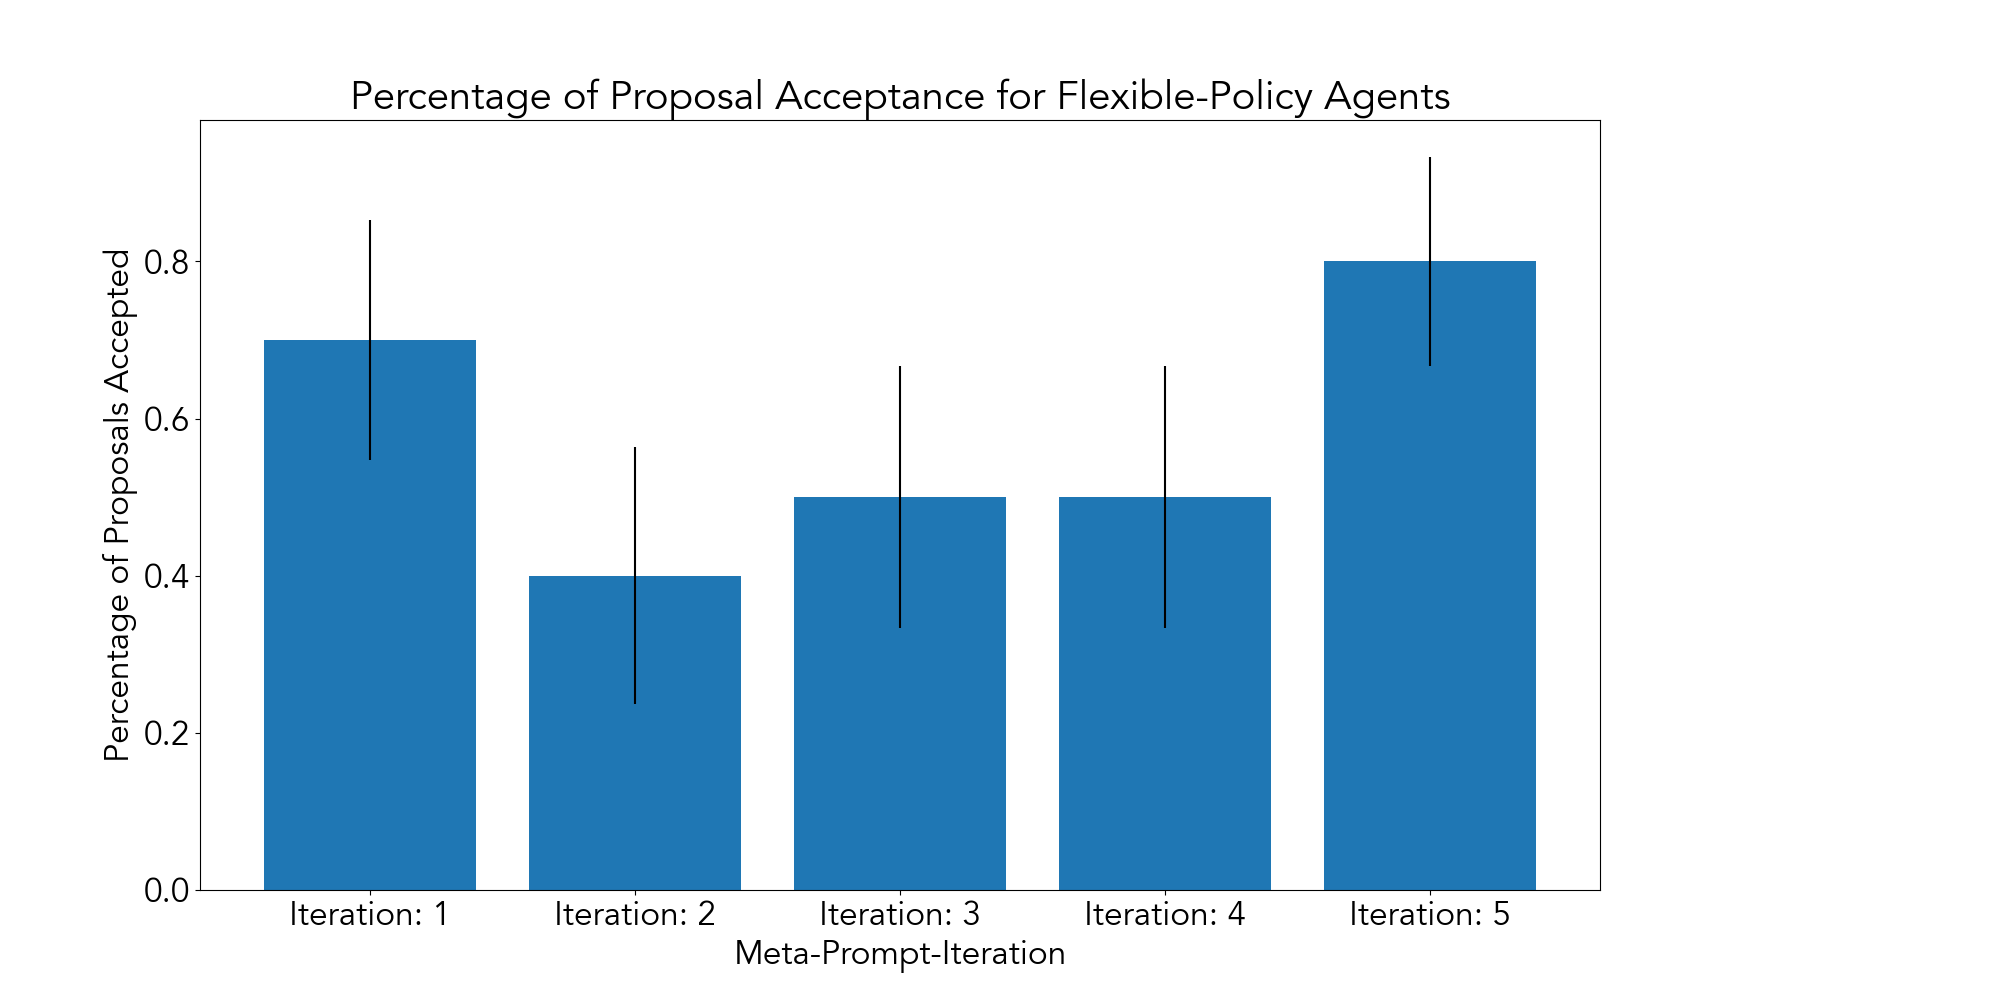 Percentage of Proposal Acceptance for Flexible-Policy Agents
Percentage of Proposals Accepted
0.8
0.6
0.4
0.2
0.0
Iteration: 1
Iteration: 2
Iteration: 3
Iteration: 4
Iteration: 5
Meta-Prompt-Iteration